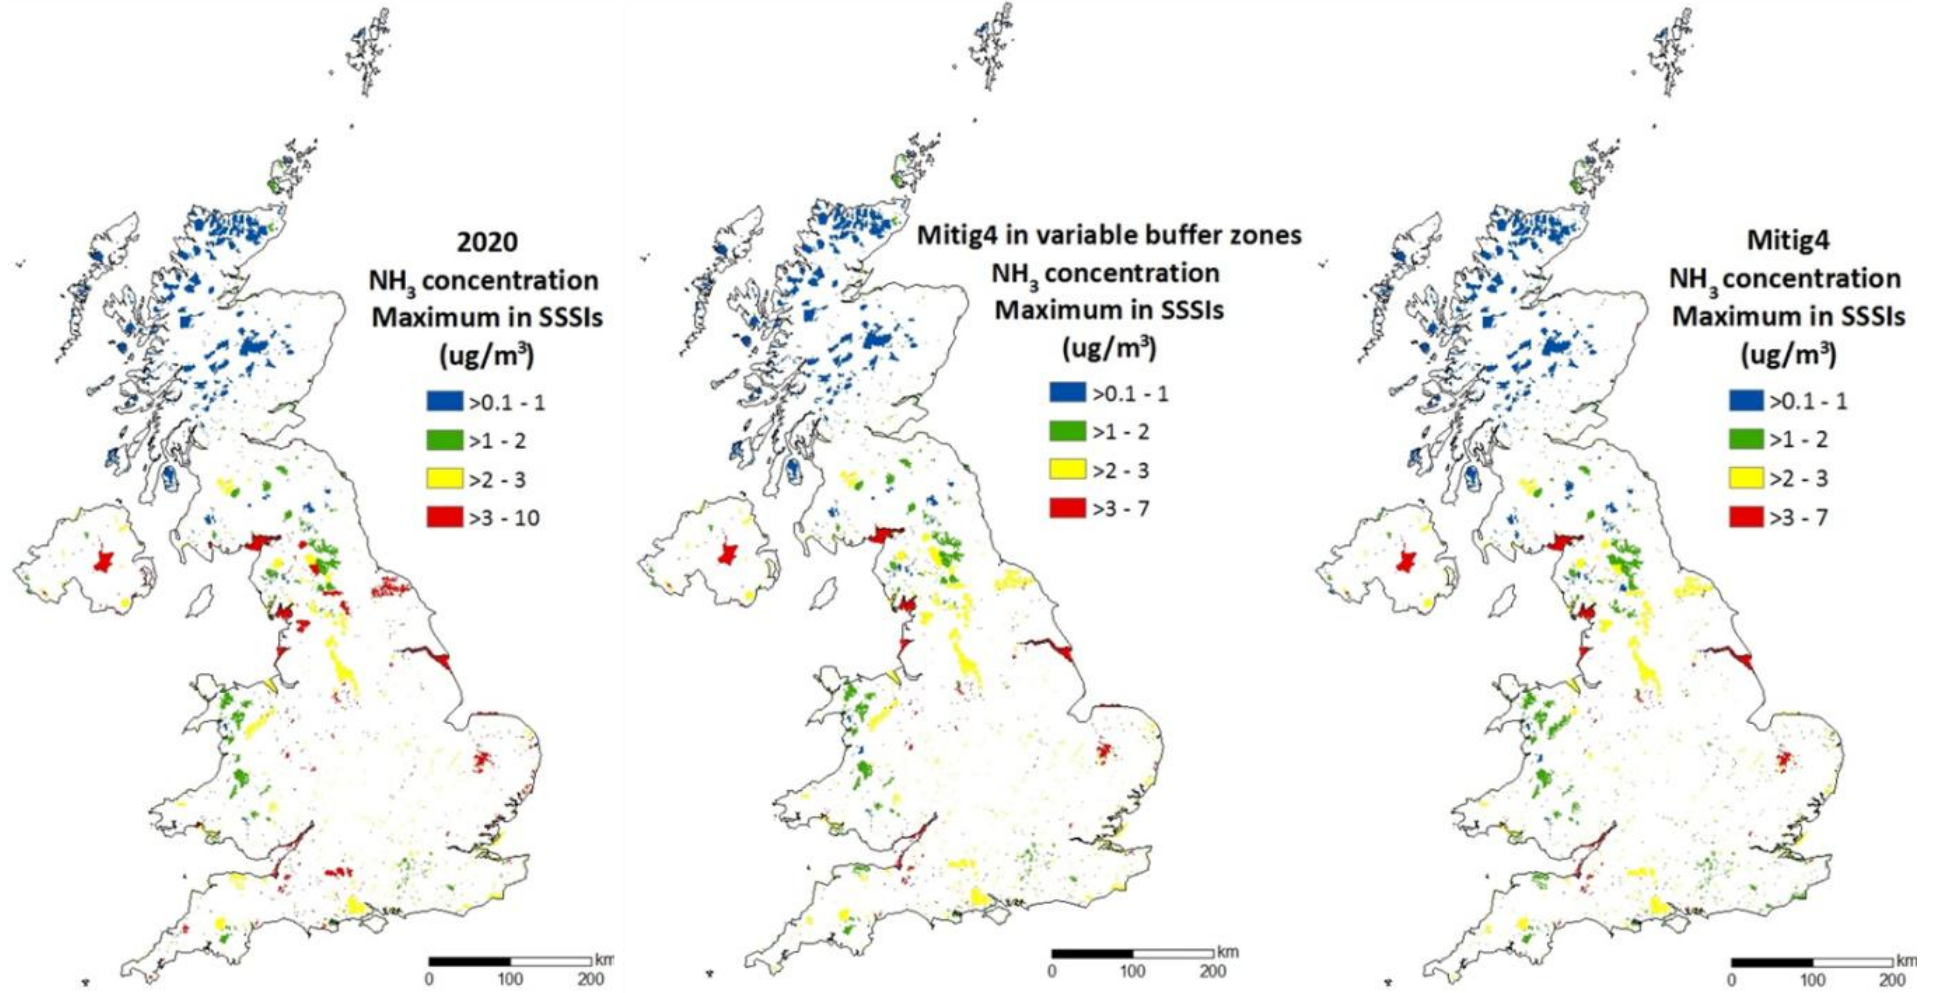 2020
NH3 concentration
Maximum in SSSIs
(ug/m³)
>0.1 - 1
>1 - 2
>2 - 3
>3 - 10
km
0 100 200
Mitig4 in variable buffer zones
NH3 concentration
Maximum in SSSIs
(ug/m³)
>0.1 - 1
>1 - 2
>2 - 3
>3 - 7
km
0 100 200
Mitig4
NH3 concentration
Maximum in SSSIs
(ug/m³)
>0.1 - 1
>1 - 2
>2 - 3
>3 - 7
km
0 100 200